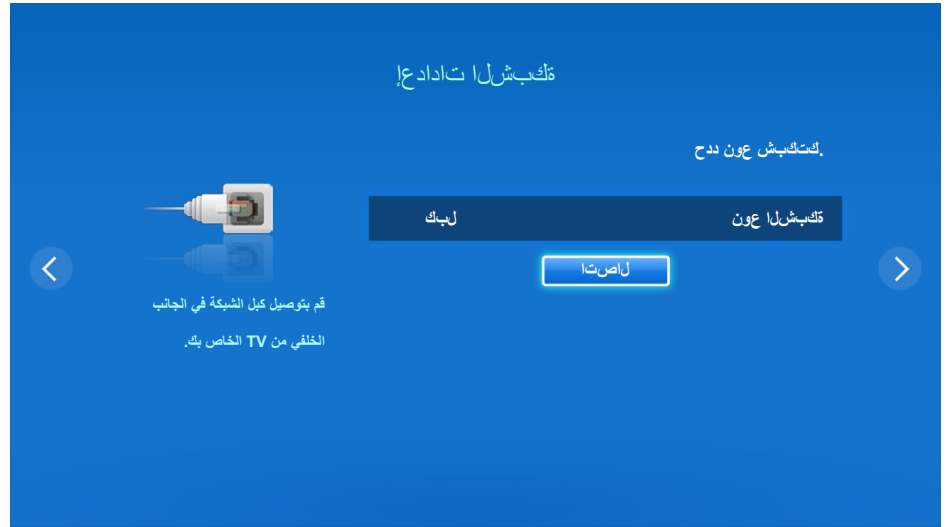 ةكبشلا تادادعإ
.كتكبش عون ددح
ةكبشلا عون
لبك
لاصتا
قم بتوصيل كبل الشبكة في الجانب
الخلفي من TV الخاص بك.